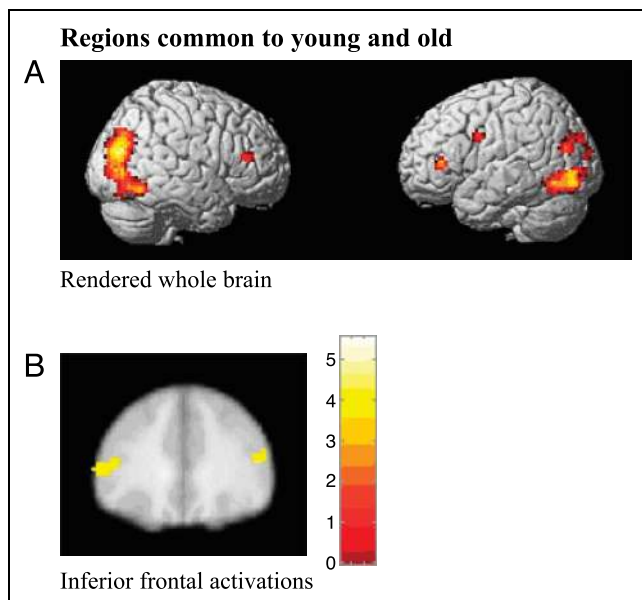 Regions common to young and old
A
Rendered whole brain
B
5
4
3
2
1
0
Inferior frontal activations